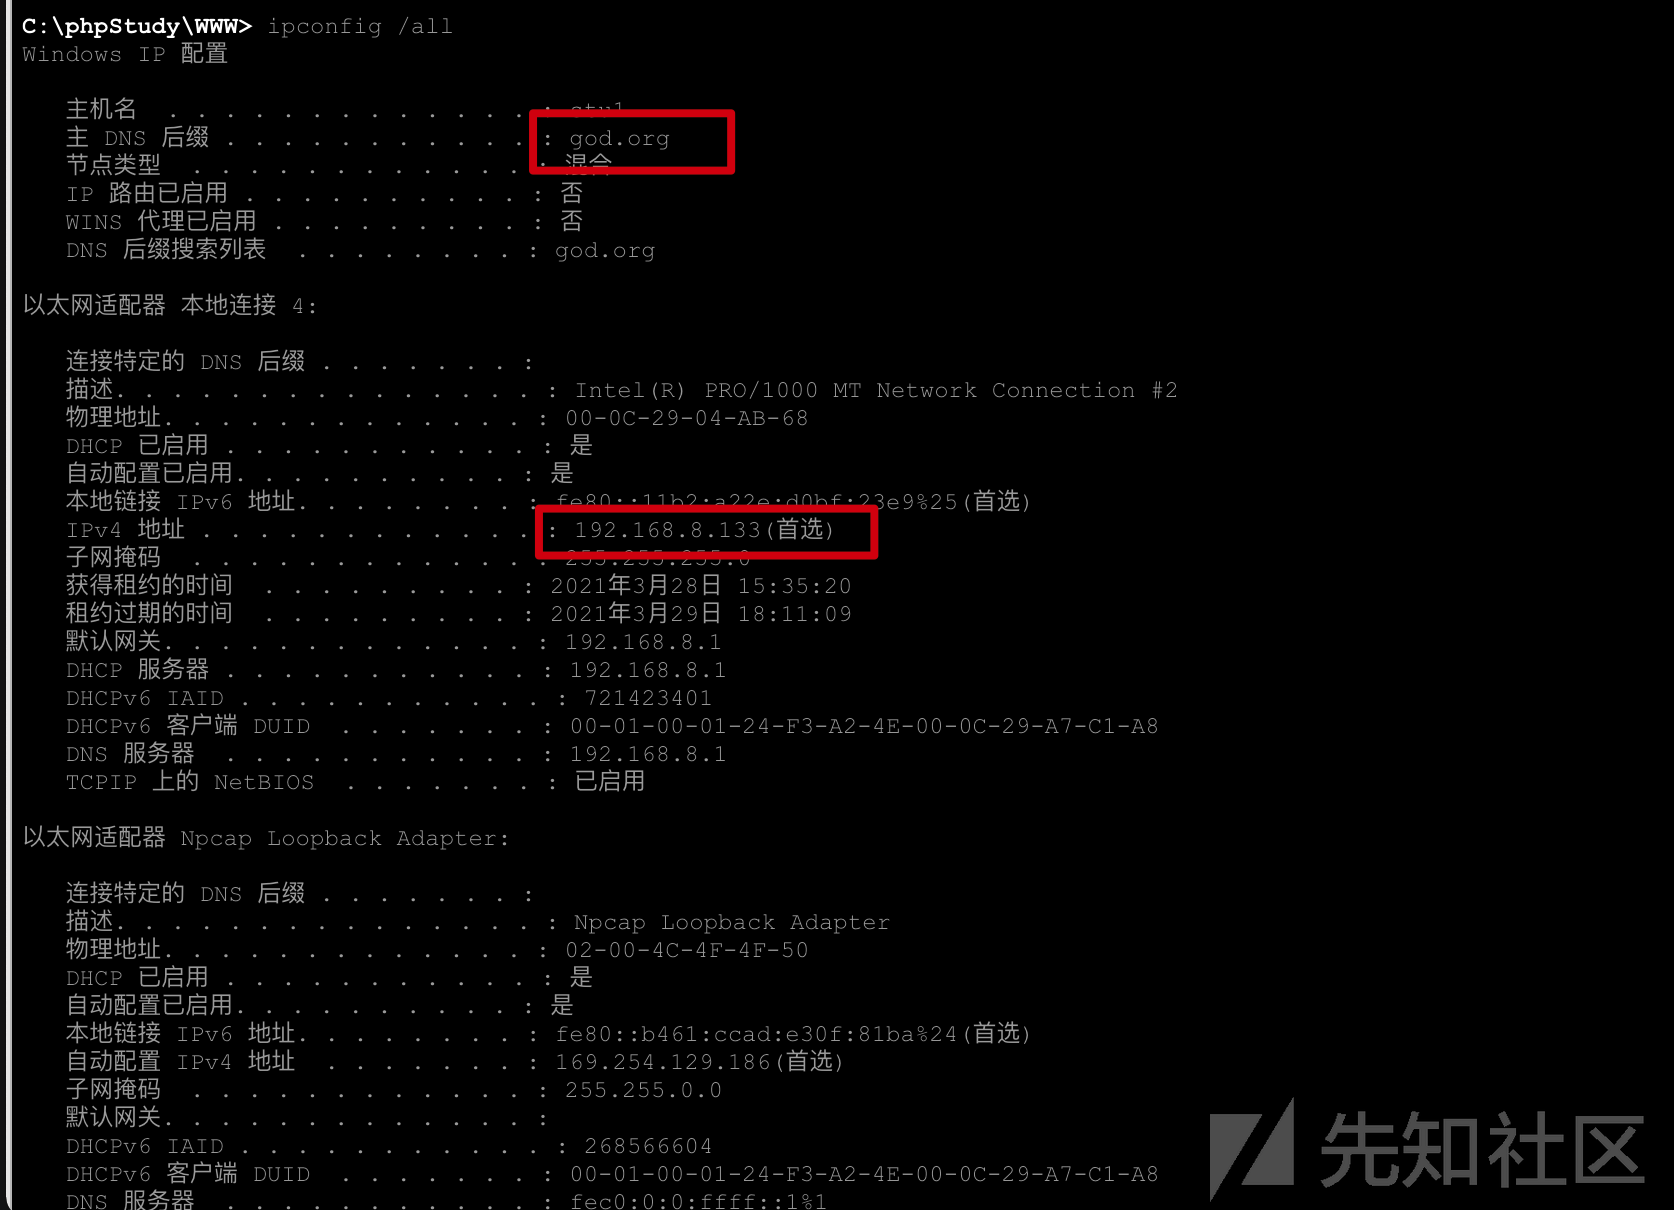 C:\phpStudy\WWW> ipconfig /all
Windows IP 配置
主机名 . . . . . . . . . . . . . : stu1
主 DNS 后缀 . . . . . . . . . . . : god.org
节点类型 . . . . . . . . . . . . : 混合
IP 路由已启用 . . . . . . . . . . : 否
WINS 代理已启用 . . . . . . . . . : 否
DNS 后缀搜索列表 . . . . . . . . : god.org
以太网适配器 本地连接 4:
连接特定的 DNS 后缀 . . . . . . . :
描述. . . . . . . . . . . . . . . : Intel(R) PRO/1000 MT Network Connection #2
物理地址. . . . . . . . . . . . . : 00-0C-29-04-AB-68
DHCP 已启用 . . . . . . . . . . . : 是
自动配置已启用. . . . . . . . . . : 是
本地链接 IPv6 地址. . . . . . . . : fe80::11b2:a22e:d0bf:23e9%25(首选)
IPv4 地址 . . . . . . . . . . . . : 192.168.8.133(首选)
子网掩码 . . . . . . . . . . . . : 255.255.255.0
获得租约的时间 . . . . . . . . . : 2021年3月28日 15:35:20
租约过期的时间 . . . . . . . . . : 2021年3月29日 18:11:09
默认网关. . . . . . . . . . . . . : 192.168.8.1
DHCP 服务器 . . . . . . . . . . . : 192.168.8.1
DHCPv6 IAID . . . . . . . . . . . : 721423401
DHCPv6 客户端 DUID . . . . . . . : 00-01-00-01-24-F3-A2-4E-00-0C-29-A7-C1-A8
DNS 服务器 . . . . . . . . . . . : 192.168.8.1
TCPIP 上的 NetBIOS . . . . . . . : 已启用
以太网适配器 Npcap Loopback Adapter:
连接特定的 DNS 后缀 . . . . . . . :
描述. . . . . . . . . . . . . . . : Npcap Loopback Adapter
物理地址. . . . . . . . . . . . . : 02-00-4C-4F-4F-50
DHCP 已启用 . . . . . . . . . . . : 是
自动配置已启用. . . . . . . . . . : 是
本地链接 IPv6 地址. . . . . . . . : fe80::b461:ccad:e30f:81ba%24(首选)
自动配置 IPv4 地址 . . . . . . . : 169.254.129.186(首选)
子网掩码 . . . . . . . . . . . . : 255.255.0.0
默认网关. . . . . . . . . . . . . :
DHCPv6 IAID . . . . . . . . . . . : 268566604
DHCPv6 客户端 DUID . . . . . . . : 00-01-00-01-24-F3-A2-4E-00-0C-29-A7-C1-A8
DNS 服务器 . . . . . . . . . . . : fec0:0:0:ffff::1%1
先知社区